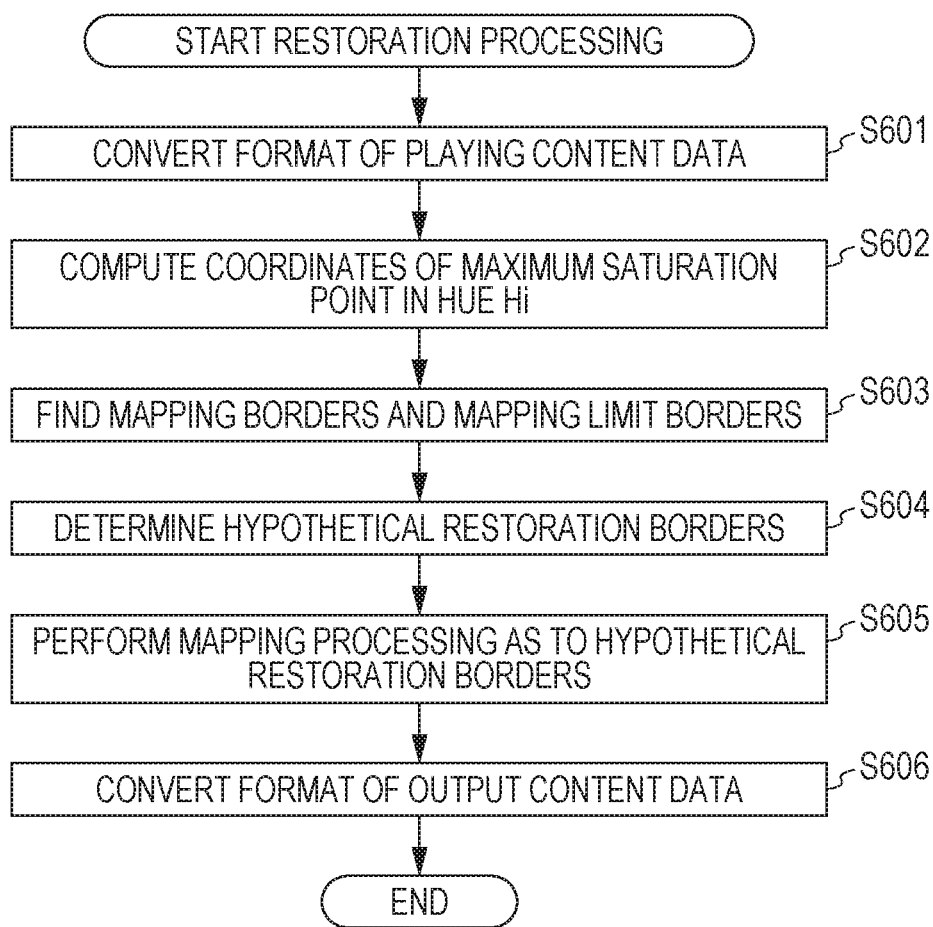 START RESTORATION PROCESSING
CONVERT FORMAT OF PLAYING CONTENT DATA
S601
COMPUTE COORDINATES OF MAXIMUM SATURATION
POINT IN HUE Hi
S602
FIND MAPPING BORDERS AND MAPPING LIMIT BORDERS
S603
DETERMINE HYPOTHETICAL RESTORATION BORDERS
S604
PERFORM MAPPING PROCESSING AS TO HYPOTHETICAL
RESTORATION BORDERS
S605
CONVERT FORMAT OF OUTPUT CONTENT DATA
S606
END